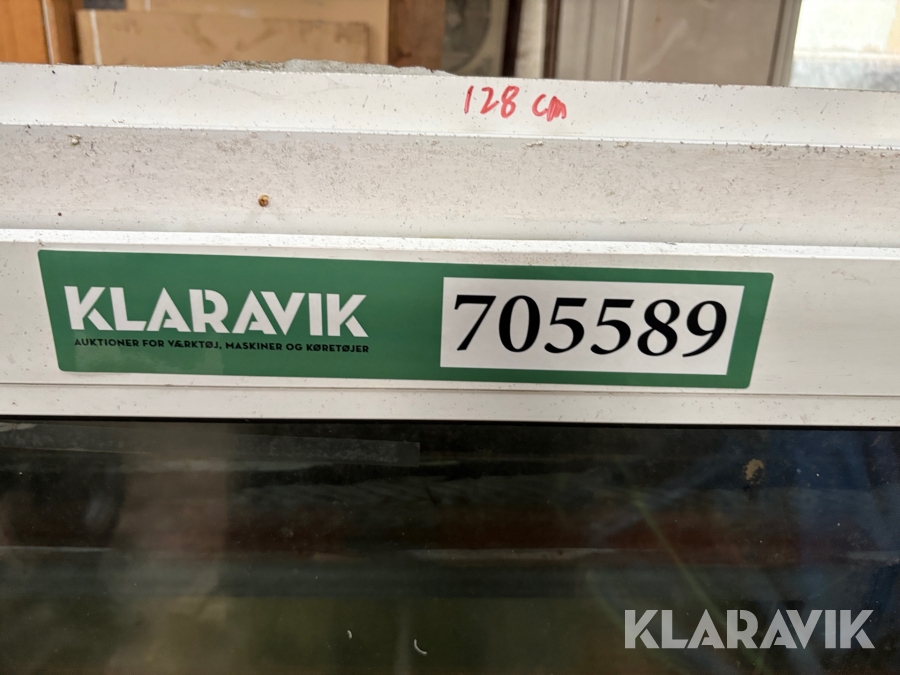 128 cm
KLARAVIK
AUKTIONER FOR VÆRKTØJ, MASKINER OG KØRETØJER
705589
KLARAVIK